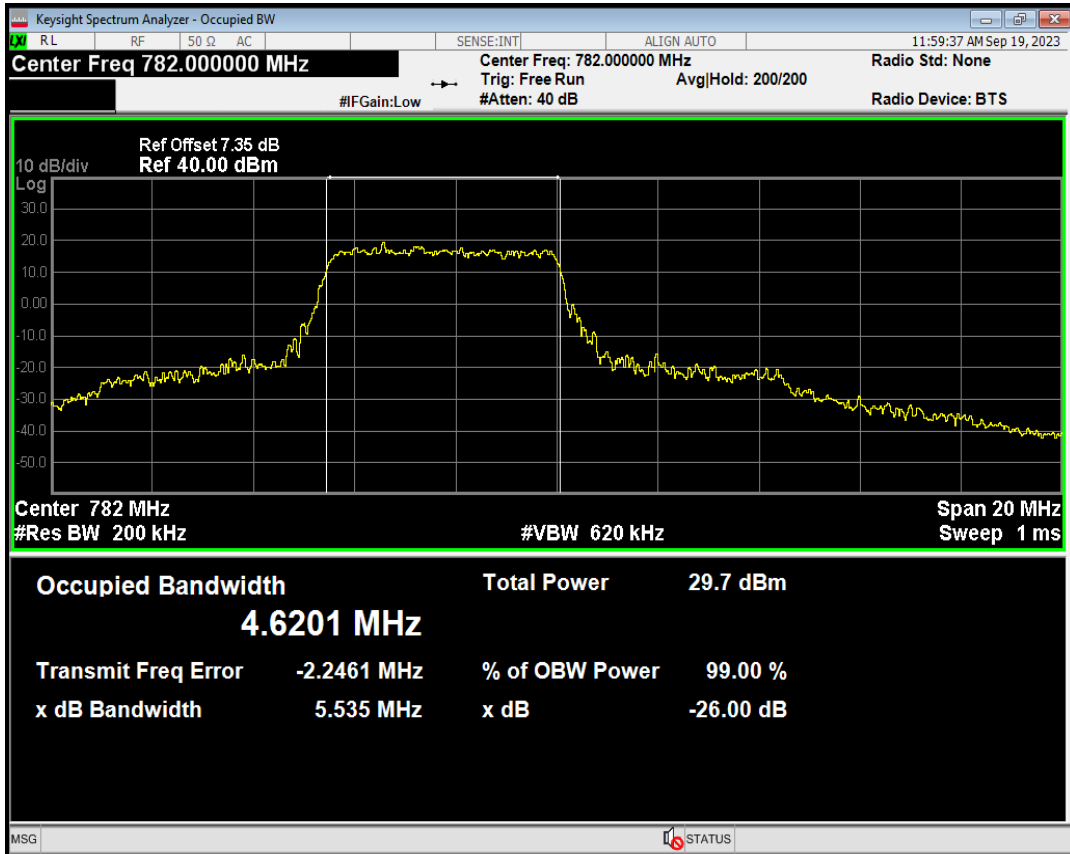 Keysight Spectrum Analyzer - Occupied BW
LXI RL RF 50 Ω AC SENSE:INT ALIGN AUTO 11:59:37 AM Sep 19, 2023
Center Freq 782.000000 MHz Center Freq: 782.000000 MHz Radio Std: None
Trig: Free Run Avg|Hold: 200/200
#IFGain:Low #Atten: 40 dB Radio Device: BTS
Ref Offset 7.35 dB
10 dB/div Ref 40.00 dBm
Log
30.0
20.0
10.0
0.00
-10.0
-20.0
-30.0
-40.0
-50.0
Center 782 MHz Span 20 MHz
#Res BW 200 kHz #VBW 620 kHz Sweep 1 ms
Occupied Bandwidth Total Power 29.7 dBm
4.6201 MHz
Transmit Freq Error -2.2461 MHz % of OBW Power 99.00 %
x dB Bandwidth 5.535 MHz x dB -26.00 dB
MSG STATUS